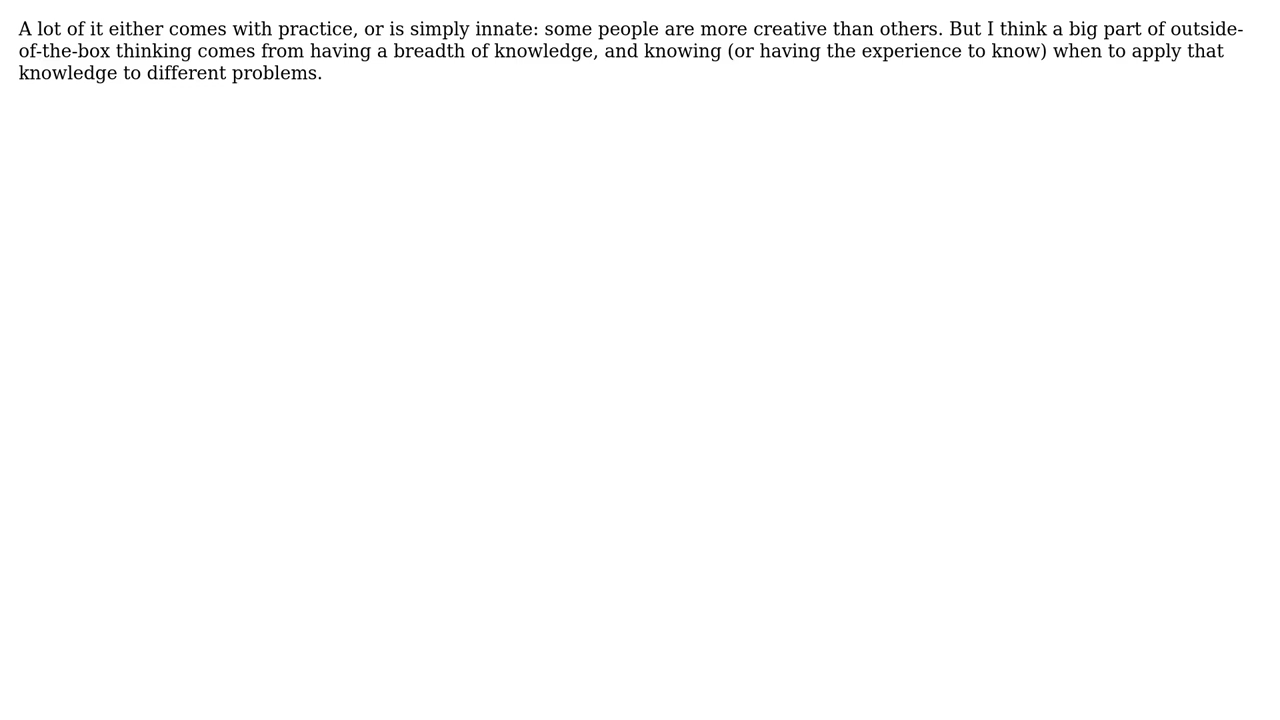 A lot of it either comes with practice, or is simply innate: some people are more creative than others. But I think a big part of outside-
of-the-box thinking comes from having a breadth of knowledge, and knowing (or having the experience to know) when to apply that
knowledge to different problems.